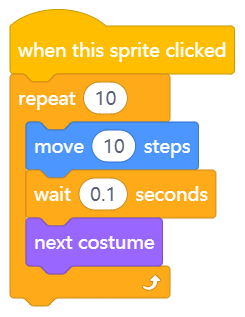 when this sprite clicked
repeat 10
move 10 steps
wait 0.1 seconds
next costume